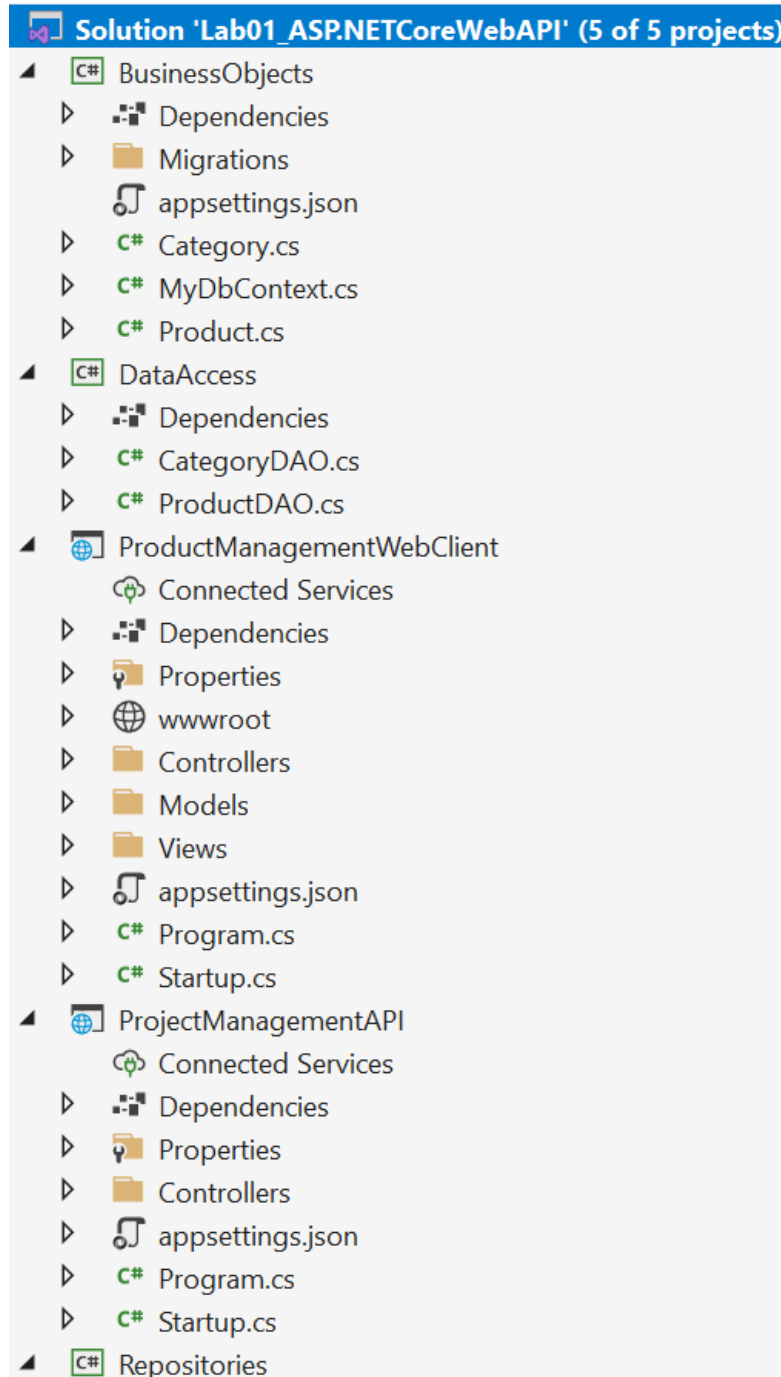 Solution 'Lab01_ASP.NETCoreWebAPI' (5 of 5 projects)
C# BusinessObjects
Dependencies
Migrations
appsettings.json
C# Category.cs
C# MyDbContext.cs
C# Product.cs
C# DataAccess
Dependencies
C# CategoryDAO.cs
C# ProductDAO.cs
ProductManagementWebClient
Connected Services
Dependencies
Properties
wwwroot
Controllers
Models
Views
appsettings.json
C# Program.cs
C# Startup.cs
ProjectManagementAPI
Connected Services
Dependencies
Properties
Controllers
appsettings.json
C# Program.cs
C# Startup.cs
C# Repositories